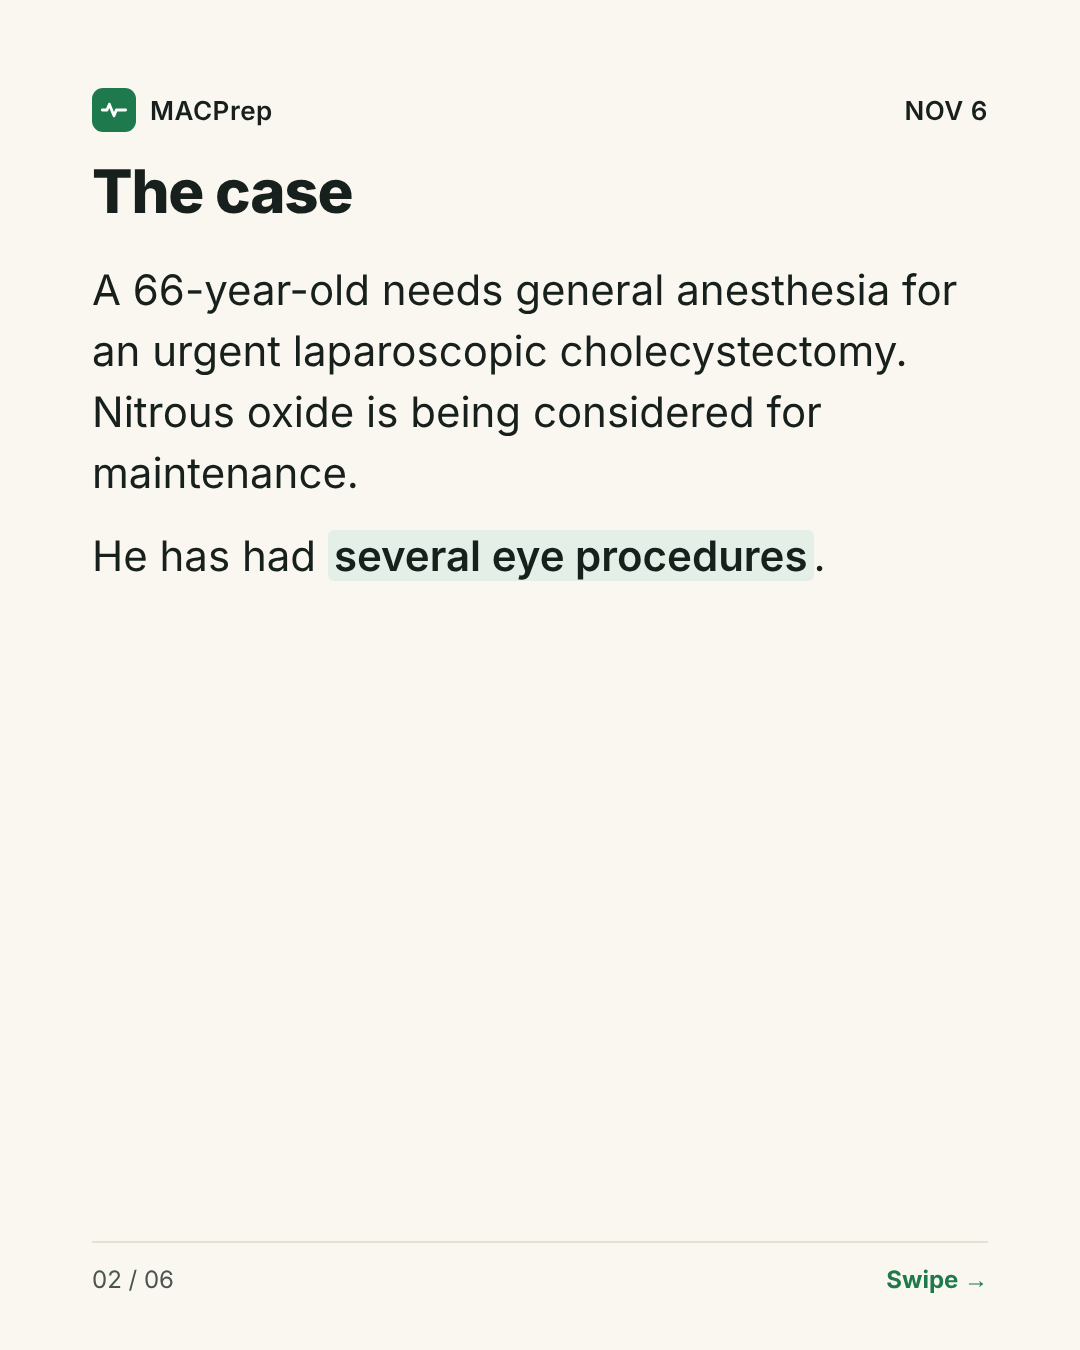 MACPrep
NOV 6
The case
A 66-year-old needs general anesthesia for
an urgent laparoscopic cholecystectomy.
Nitrous oxide is being considered for
maintenance.
He has had several eye procedures.
02 / 06
Swipe →